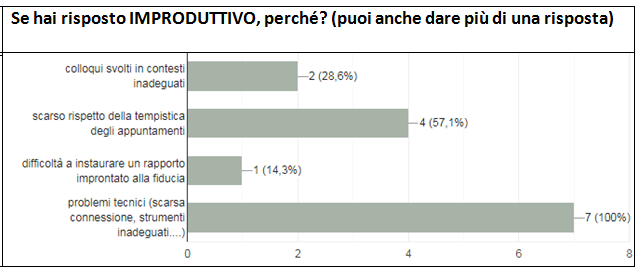 Se hai risposto IMPRODUTTIVO, perché? (puoi anche dare più di una risposta)
colloqui svolti in contesti
inadeguati
2 (28,6%)
scarso rispetto della tempistica
degli appuntamenti
4 (57,1%)
difficoltà a instaurare un rapporto
improntato alla fiducia
1 (14,3%)
problemi tecnici (scarsa
connessione, strumenti
inadeguati....)
7 (100%)
0 2 4 6 8